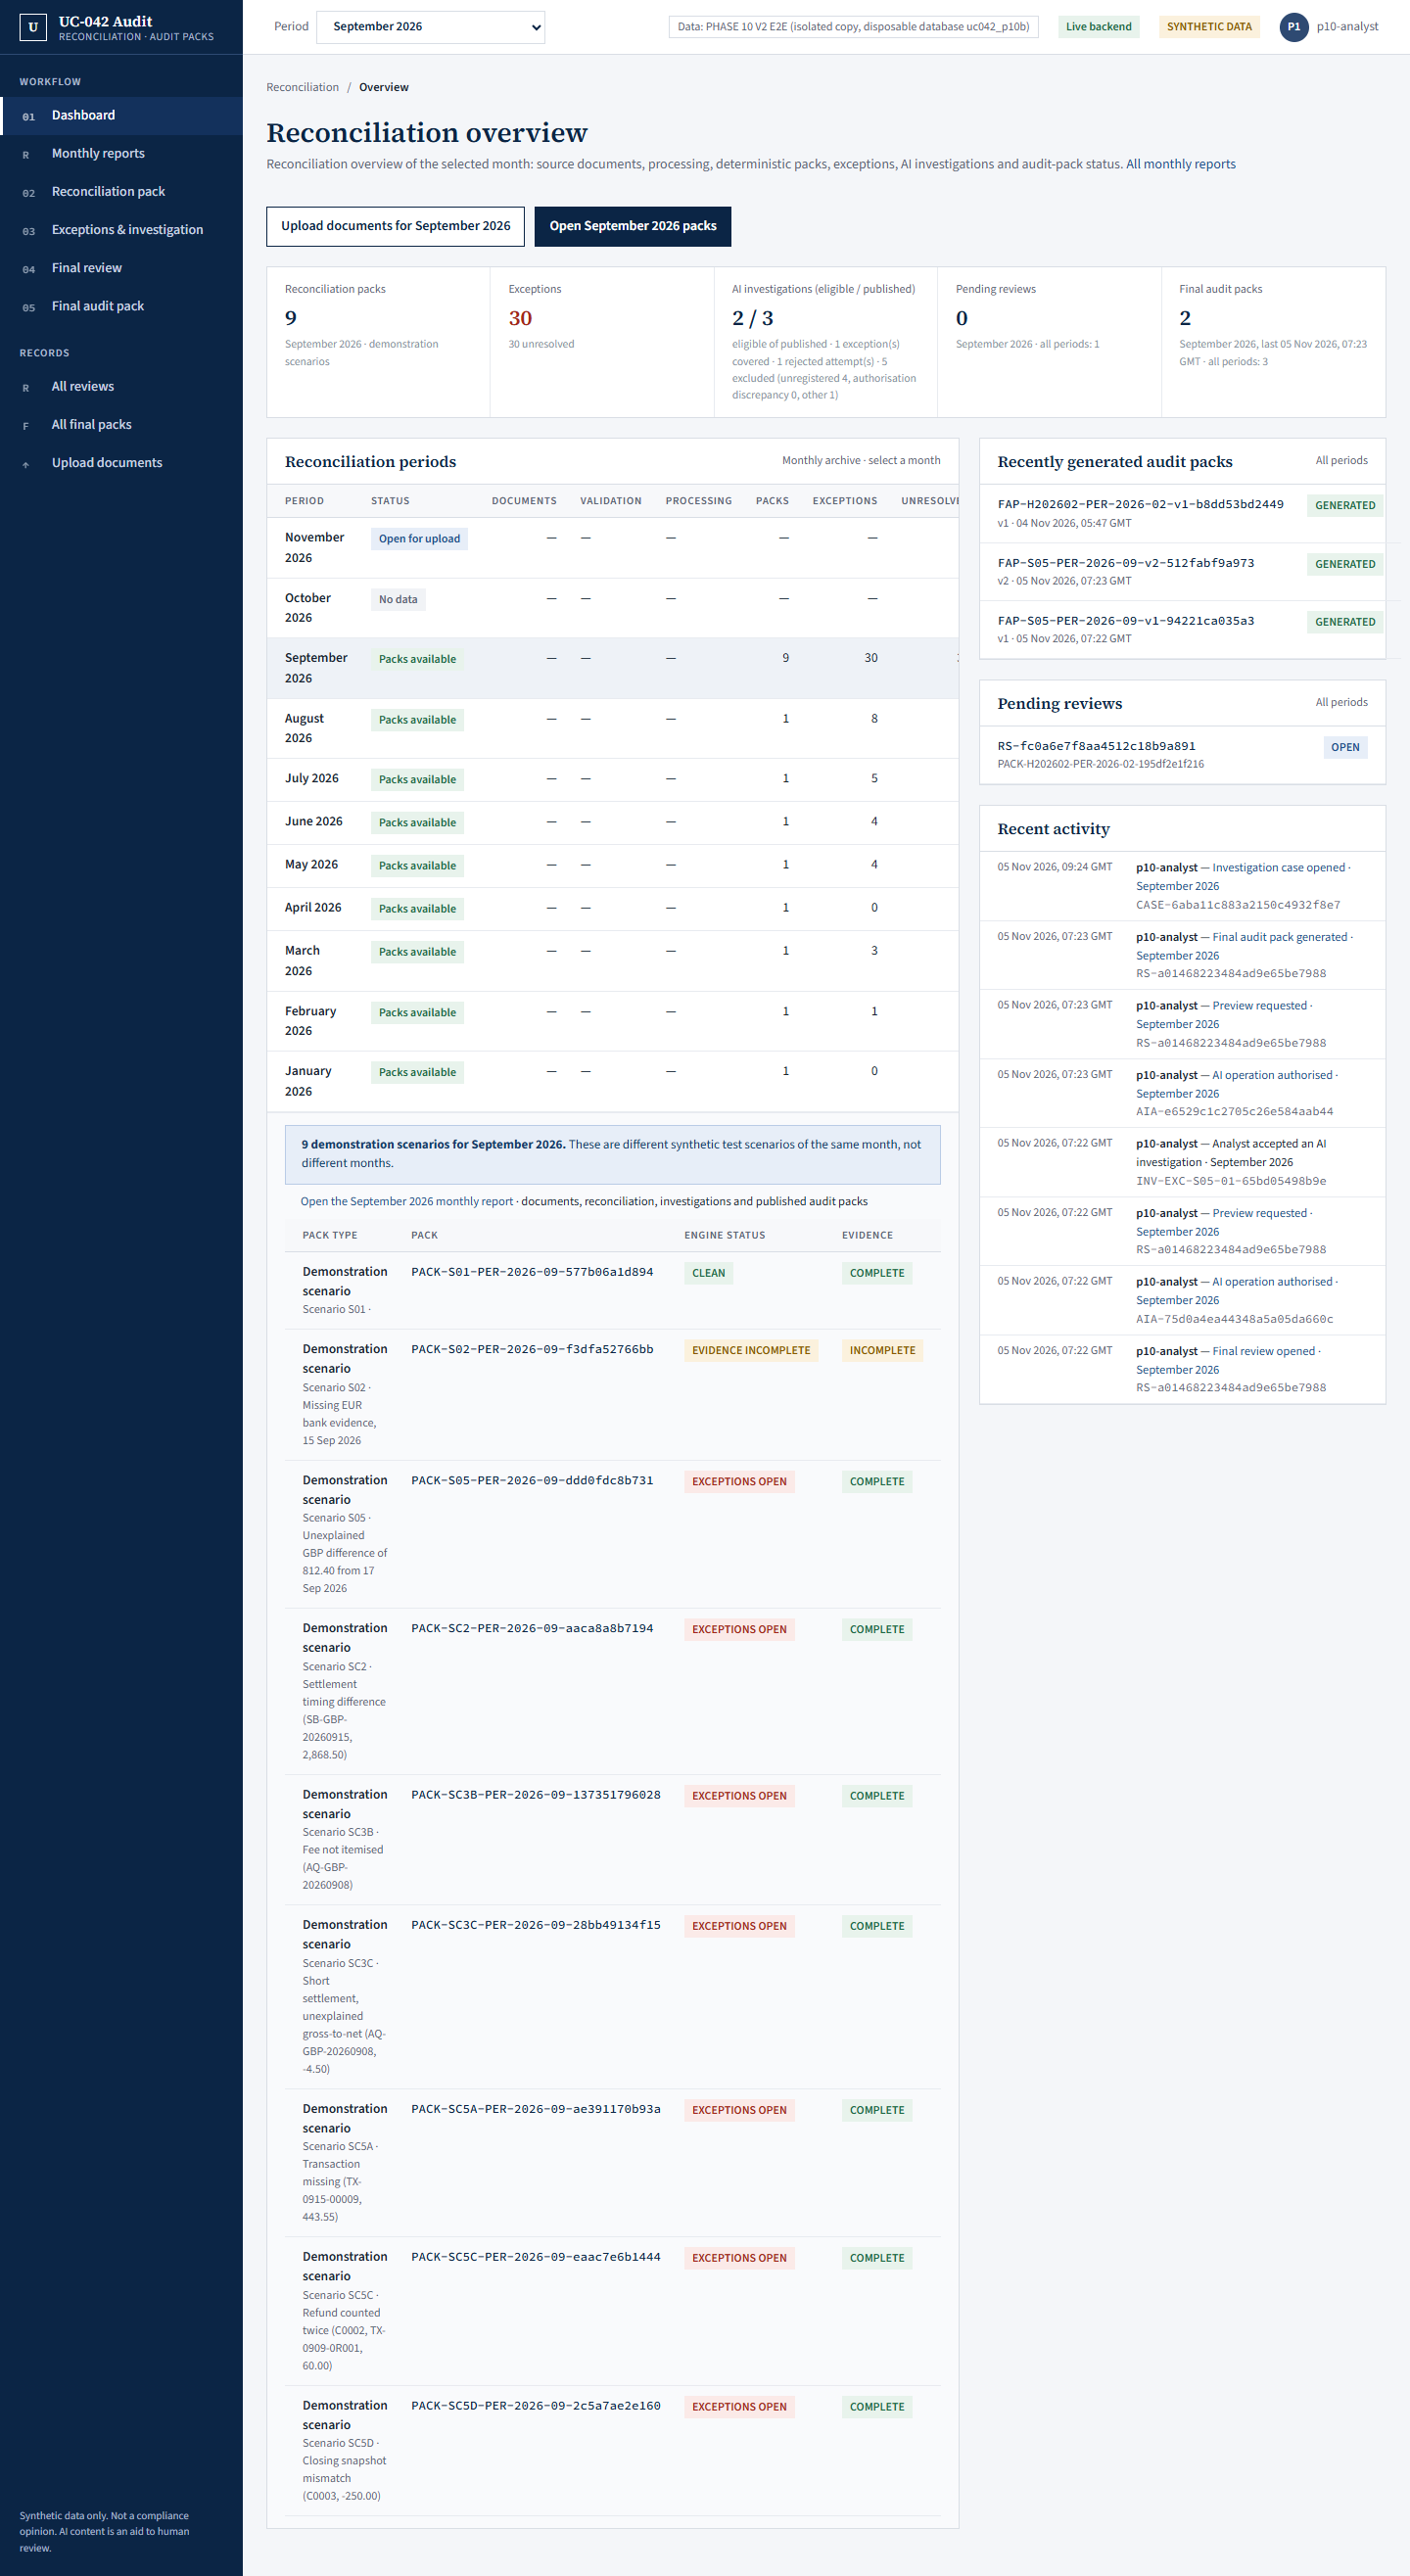 U
UC-042 Audit
RECONCILIATION · AUDIT PACKS
WORKFLOW
01 Dashboard
R Monthly reports
02 Reconciliation pack
03 Exceptions & investigation
04 Final review
05 Final audit pack
RECORDS
R All reviews
F All final packs
↑ Upload documents
Synthetic data only. Not a compliance
opinion. AI content is an aid to human
review.
Period September 2026 Data: PHASE 10 V2 E2E (isolated copy, disposable database uc042_p10b) Live backend SYNTHETIC DATA P1 p10-analyst
Reconciliation / Overview
Reconciliation overview
Reconciliation overview of the selected month: source documents, processing, deterministic packs, exceptions, AI investigations and audit-pack status. All monthly reports
Upload documents for September 2026 Open September 2026 packs
Reconciliation packs
9
September 2026 · demonstration
scenarios
Exceptions
30
30 unresolved
AI investigations (eligible / published)
2 / 3
eligible of published · 1 exception(s)
covered · 1 rejected attempt(s) · 5
excluded (unregistered 4, authorisation
discrepancy 0, other 1)
Pending reviews
0
September 2026 · all periods: 1
Final audit packs
2
September 2026, last 05 Nov 2026, 07:23
GMT · all periods: 3
Reconciliation periods Monthly archive · select a month
PERIOD STATUS DOCUMENTS VALIDATION PROCESSING PACKS EXCEPTIONS
November Open for upload — — — — —
2026
October No data — — — — —
2026
September Packs available — — — 9 30
2026
August Packs available — — — 1 8
2026
July 2026 Packs available — — — 1 5
June 2026 Packs available — — — 1 4
May 2026 Packs available — — — 1 4
April 2026 Packs available — — — 1 0
March Packs available — — — 1 3
2026
February Packs available — — — 1 1
2026
January Packs available — — — 1 0
2026
9 demonstration scenarios for September 2026. These are different synthetic test scenarios of the same month, not
different months.
Open the September 2026 monthly report · documents, reconciliation, investigations and published audit packs
PACK TYPE PACK ENGINE STATUS EVIDENCE
Demonstration PACK-S01-PER-2026-09-577b06a1d894 CLEAN COMPLETE
scenario
Scenario S01 ·
Demonstration PACK-S02-PER-2026-09-f3dfa52766bb EVIDENCE INCOMPLETE INCOMPLETE
scenario
Scenario S02 ·
Missing EUR
bank evidence,
15 Sep 2026
Demonstration PACK-S05-PER-2026-09-ddd0fdc8b731 EXCEPTIONS OPEN COMPLETE
scenario
Scenario S05 ·
Unexplained
GBP difference of
812.40 from 17
Sep 2026
Demonstration PACK-SC2-PER-2026-09-aaca8a8b7194 EXCEPTIONS OPEN COMPLETE
scenario
Scenario SC2 ·
Settlement
timing difference
(SB-GBP-
20260915,
2,868.50)
Demonstration PACK-SC3B-PER-2026-09-137351796028 EXCEPTIONS OPEN COMPLETE
scenario
Scenario SC3B ·
Fee not itemised
(AQ-GBP-
20260908)
Demonstration PACK-SC3C-PER-2026-09-28bb49134f15 EXCEPTIONS OPEN COMPLETE
scenario
Scenario SC3C ·
Short
settlement,
unexplained
gross-to-net (AQ-
GBP-20260908,
-4.50)
Demonstration PACK-SC5A-PER-2026-09-ae391170b93a EXCEPTIONS OPEN COMPLETE
scenario
Scenario SC5A ·
Transaction
missing (TX-
0915-00009,
443.55)
Demonstration PACK-SC5C-PER-2026-09-eaac7e6b1444 EXCEPTIONS OPEN COMPLETE
scenario
Scenario SC5C ·
Refund counted
twice (C0002, TX-
0909-0R001,
60.00)
Demonstration PACK-SC5D-PER-2026-09-2c5a7ae2e160 EXCEPTIONS OPEN COMPLETE
scenario
Scenario SC5D ·
Closing snapshot
mismatch
(C0003, -250.00)
Recently generated audit packs All periods
FAP-H202602-PER-2026-02-v1-b8dd53bd2449 GENERATED
v1 · 04 Nov 2026, 05:47 GMT
FAP-S05-PER-2026-09-v2-512fabf9a973 GENERATED
v2 · 05 Nov 2026, 07:23 GMT
FAP-S05-PER-2026-09-v1-94221ca035a3 GENERATED
v1 · 05 Nov 2026, 07:22 GMT
Pending reviews All periods
RS-fc0a6e7f8aa4512c18b9a891 OPEN
PACK-H202602-PER-2026-02-195df2e1f216
Recent activity
05 Nov 2026, 09:24 GMT p10-analyst — Investigation case opened ·
September 2026
CASE-6aba11c883a2150c4932f8e7
05 Nov 2026, 07:23 GMT p10-analyst — Final audit pack generated ·
September 2026
RS-a01468223484ad9e65be7988
05 Nov 2026, 07:23 GMT p10-analyst — Preview requested ·
September 2026
RS-a01468223484ad9e65be7988
05 Nov 2026, 07:23 GMT p10-analyst — AI operation authorised ·
September 2026
AIA-e6529c1c2705c26e584aab44
05 Nov 2026, 07:22 GMT p10-analyst — Analyst accepted an AI
investigation · September 2026
INV-EXC-S05-01-65bd05498b9e
05 Nov 2026, 07:22 GMT p10-analyst — Preview requested ·
September 2026
RS-a01468223484ad9e65be7988
05 Nov 2026, 07:22 GMT p10-analyst — AI operation authorised ·
September 2026
AIA-75d0a4ea44348a5a05da660c
05 Nov 2026, 07:22 GMT p10-analyst — Final review opened ·
September 2026
RS-a01468223484ad9e65be7988